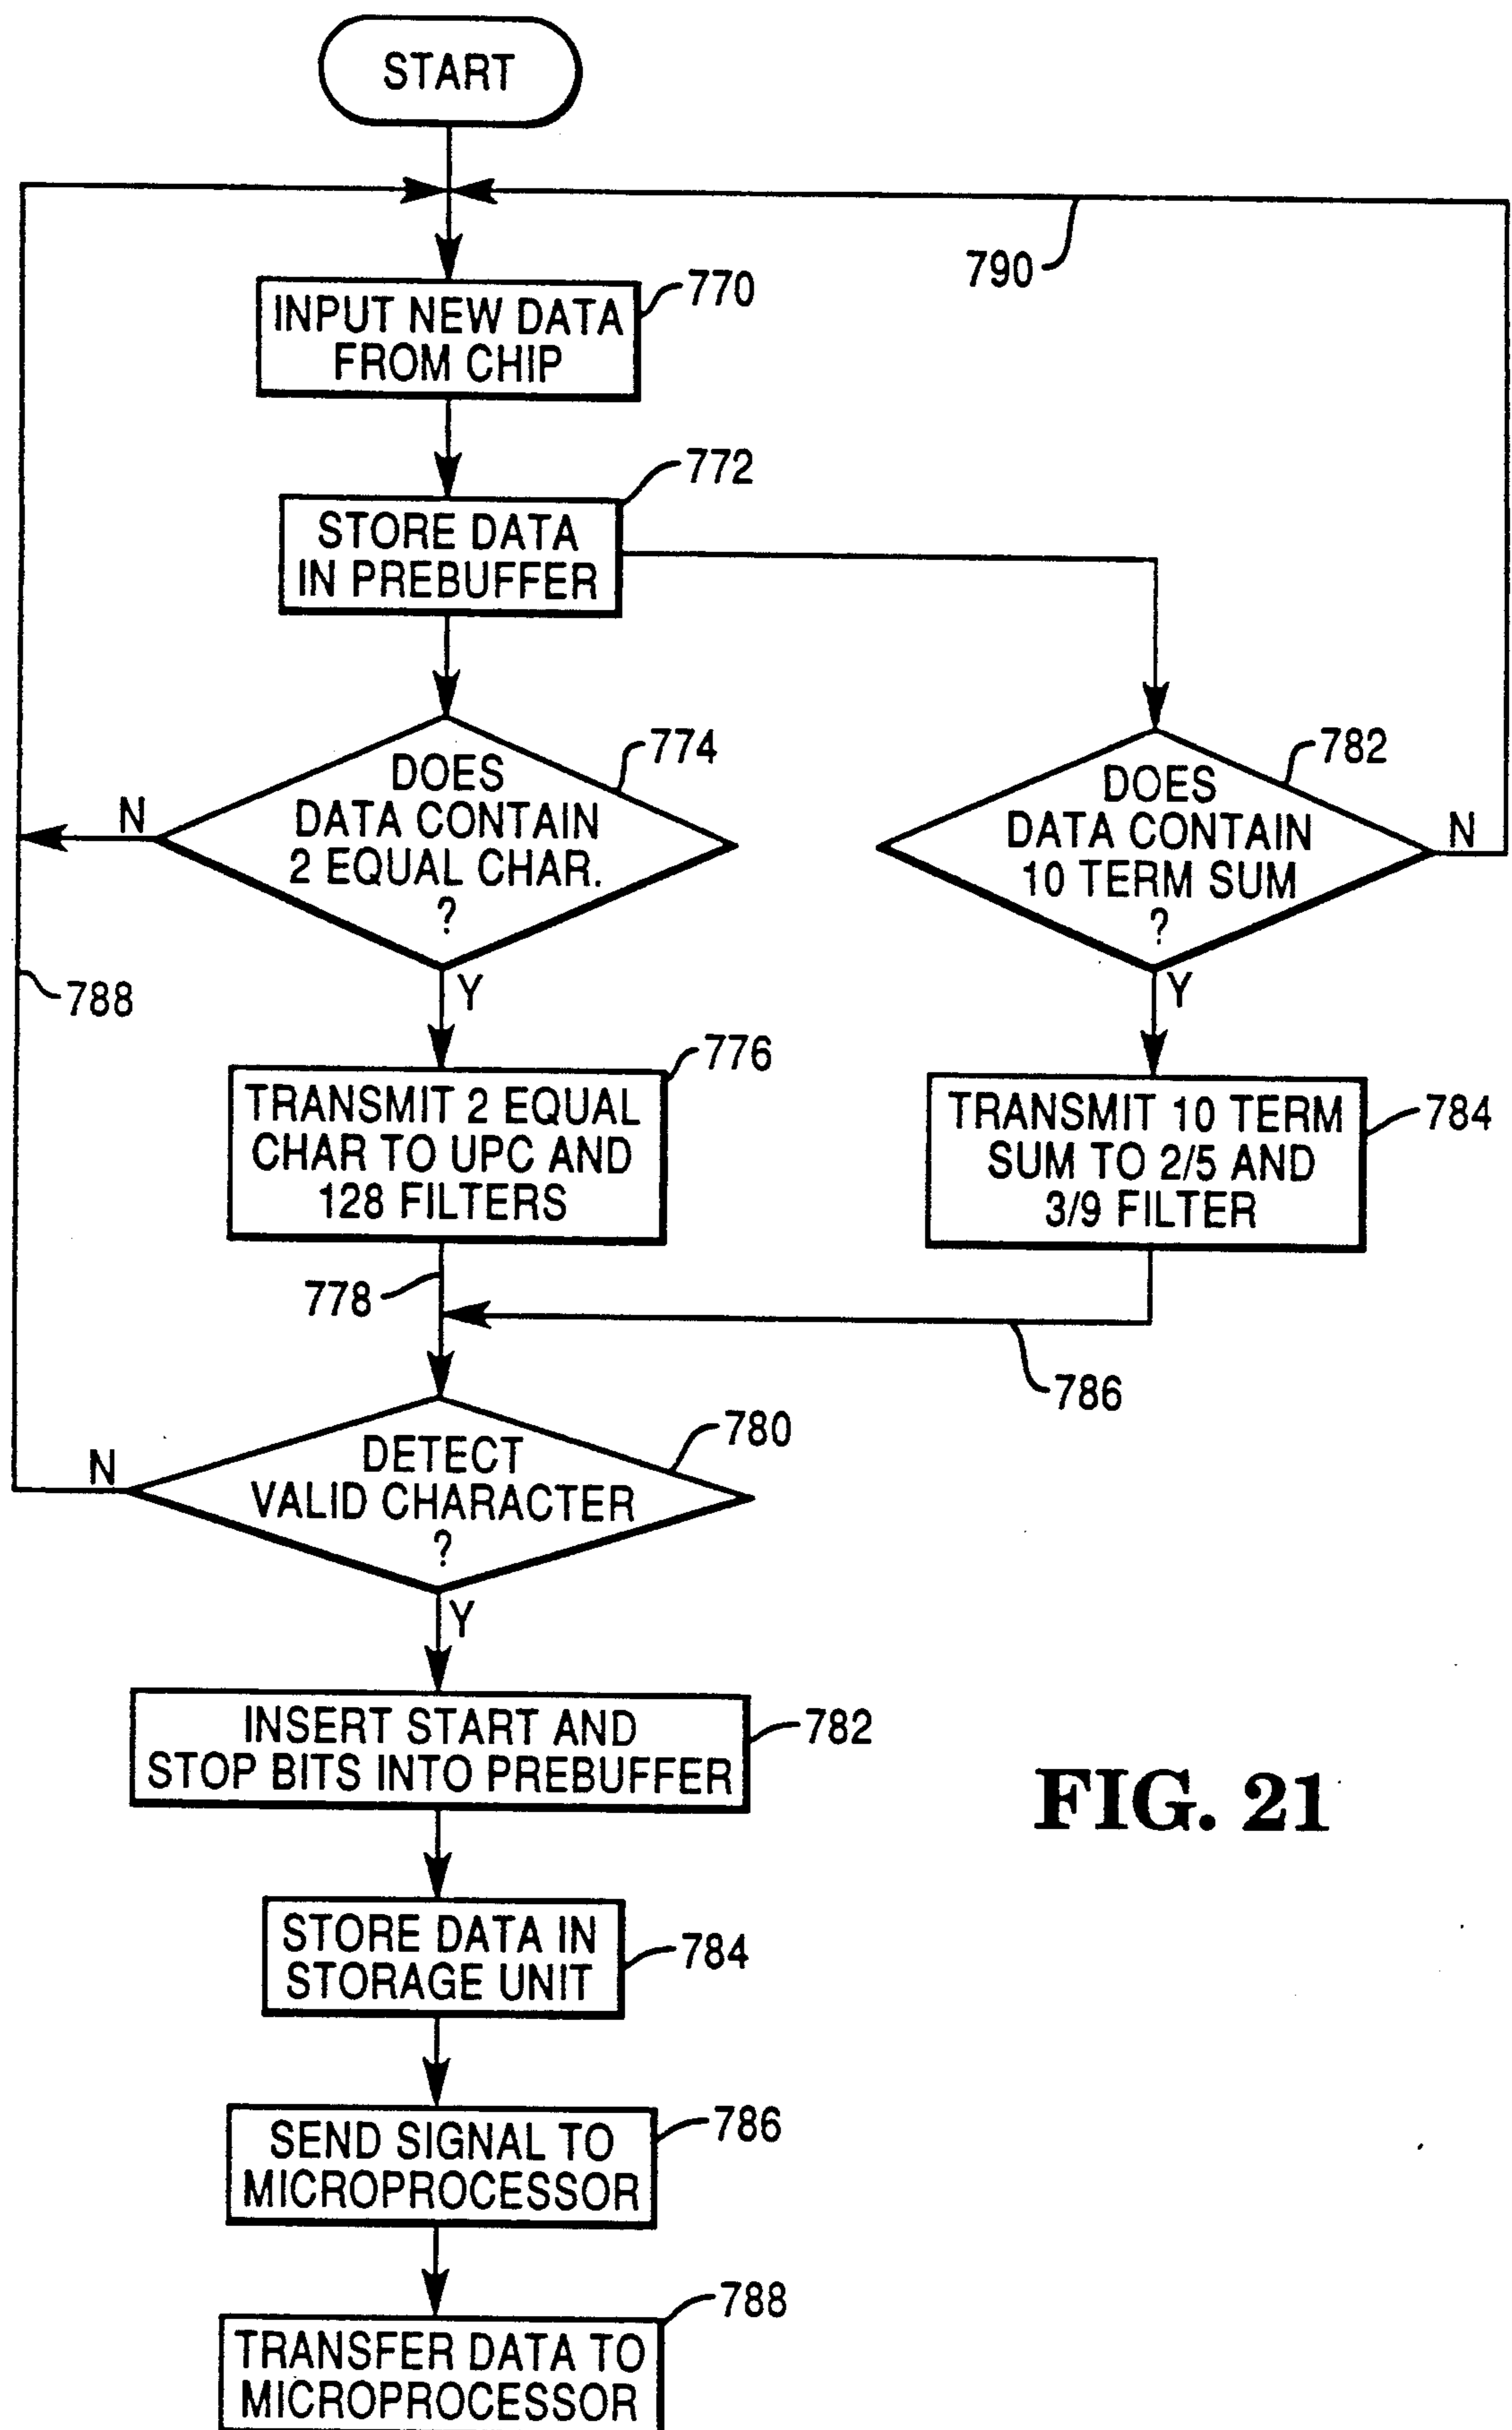 START
790
770
INPUT NEW DATA
FROM CHIP
772
STORE DATA
IN PREBUFFER
774
DOES
DATA CONTAIN
2 EQUAL CHAR.
?
N
Y
782
DOES
DATA CONTAIN
10 TERM SUM
?
N
Y
788
776
TRANSMIT 2 EQUAL
CHAR TO UPC AND
128 FILTERS
784
TRANSMIT 10 TERM
SUM TO 2/5 AND
3/9 FILTER
778
786
780
DETECT
VALID CHARACTER
?
N
Y
782
INSERT START AND
STOP BITS INTO PREBUFFER
FIG. 21
784
STORE DATA IN
STORAGE UNIT
786
SEND SIGNAL TO
MICROPROCESSOR
788
TRANSFER DATA TO
MICROPROCESSOR